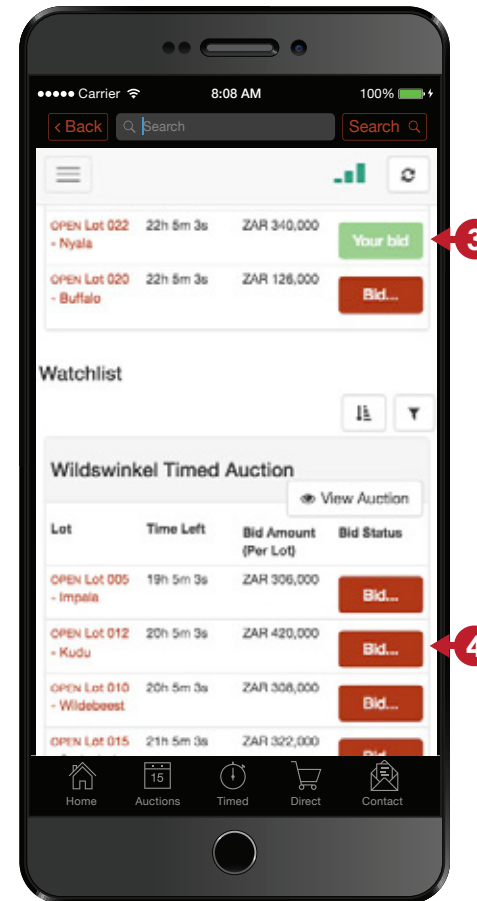 Carrier 8:08 AM 100%
< Back Search Search
OPEN Lot 022 22h 5m 3s ZAR 340,000 Your bid
- Nyala
OPEN Lot 020 22h 5m 3s ZAR 126,000 Bid...
- Buffalo
3
Watchlist
Wildswinkel Timed Auction
View Auction
Lot Time Left Bid Amount Bid Status
(Per Lot)
OPEN Lot 005 19h 5m 3s ZAR 306,000 Bid...
- Impala
OPEN Lot 012 20h 5m 3s ZAR 420,000 Bid...
- Kudu
4
OPEN Lot 010 20h 5m 3s ZAR 308,000 Bid...
- Wildebeest
OPEN Lot 015 21h 5m 3s ZAR 322,000 Bid...
15
Home Auctions Timed Direct Contact